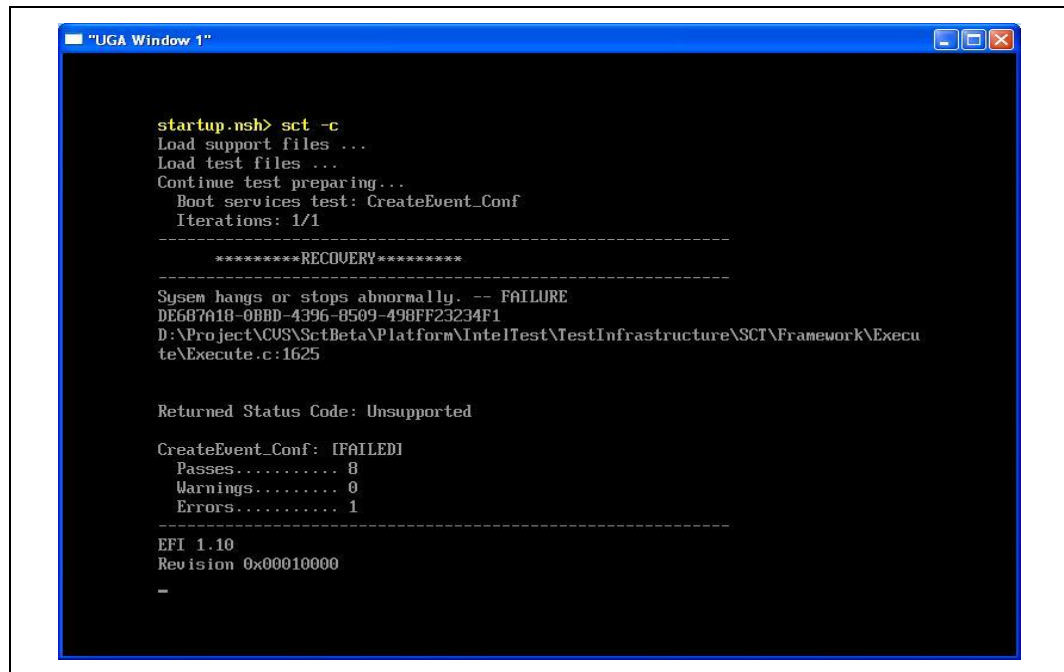 "UGA Window 1"
startup.nsh> sct -c
Load support files ...
Load test files ...
Continue test preparing...
Boot services test: CreateEvent_Conf
Iterations: 1/1
------------------------------------------------------------
*********RECOVERY*********
------------------------------------------------------------
Sysem hangs or stops abnormally. -- FAILURE
DE687A18-0BBD-4396-8509-498FF23234F1
D:\Project\CVS\SctBeta\Platform\IntelTest\TestInfrastructure\SCT\Framework\Execu
te\Execute.c:1625
Returned Status Code: Unsupported
CreateEvent_Conf: [FAILED]
Passes........... 8
Warnings......... 0
Errors........... 1
------------------------------------------------------------
EFI 1.10
Revision 0x00010000
_